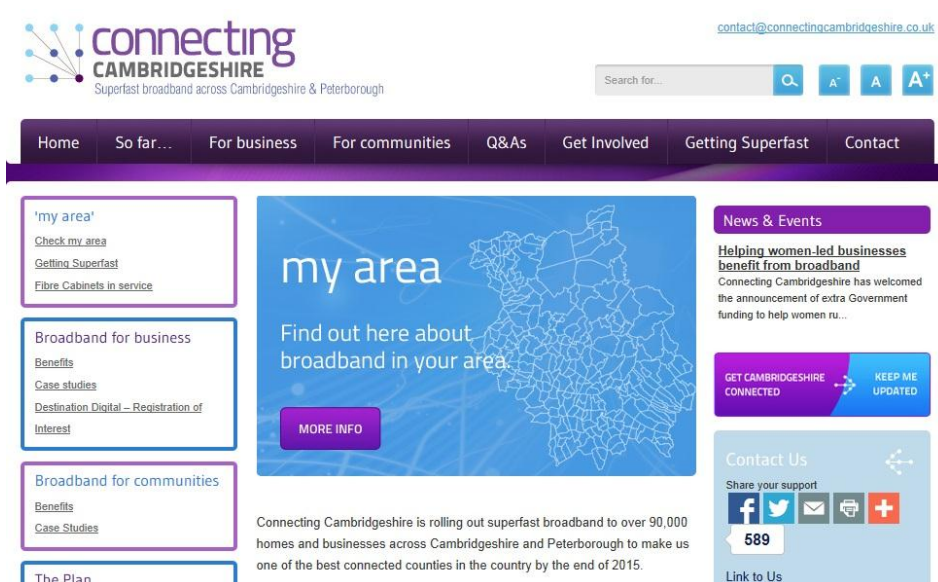 connecting
CAMBRIDGESHIRE
Superfast broadband across Cambridgeshire & Peterborough
contact@connectingcambridgeshire.co.uk
Search for...
A-
A
A+
Home
So far...
For business
For communities
Q&As
Get Involved
Getting Superfast
Contact
'my area'
Check my area
Getting Superfast
Fibre Cabinets in service
Broadband for business
Benefits
Case studies
Destination Digital – Registration of
Interest
Broadband for communities
Benefits
Case Studies
The Plan
my area
Find out here about
broadband in your area.
MORE INFO
Connecting Cambridgeshire is rolling out superfast broadband to over 90,000
homes and businesses across Cambridgeshire and Peterborough to make us
one of the best connected counties in the country by the end of 2015.
News & Events
Helping women-led businesses
benefit from broadband
Connecting Cambridgeshire has welcomed
the announcement of extra Government
funding to help women ru...
GET CAMBRIDGESHIRE
CONNECTED
KEEP ME
UPDATED
Contact Us
Share your support
589
Link to Us